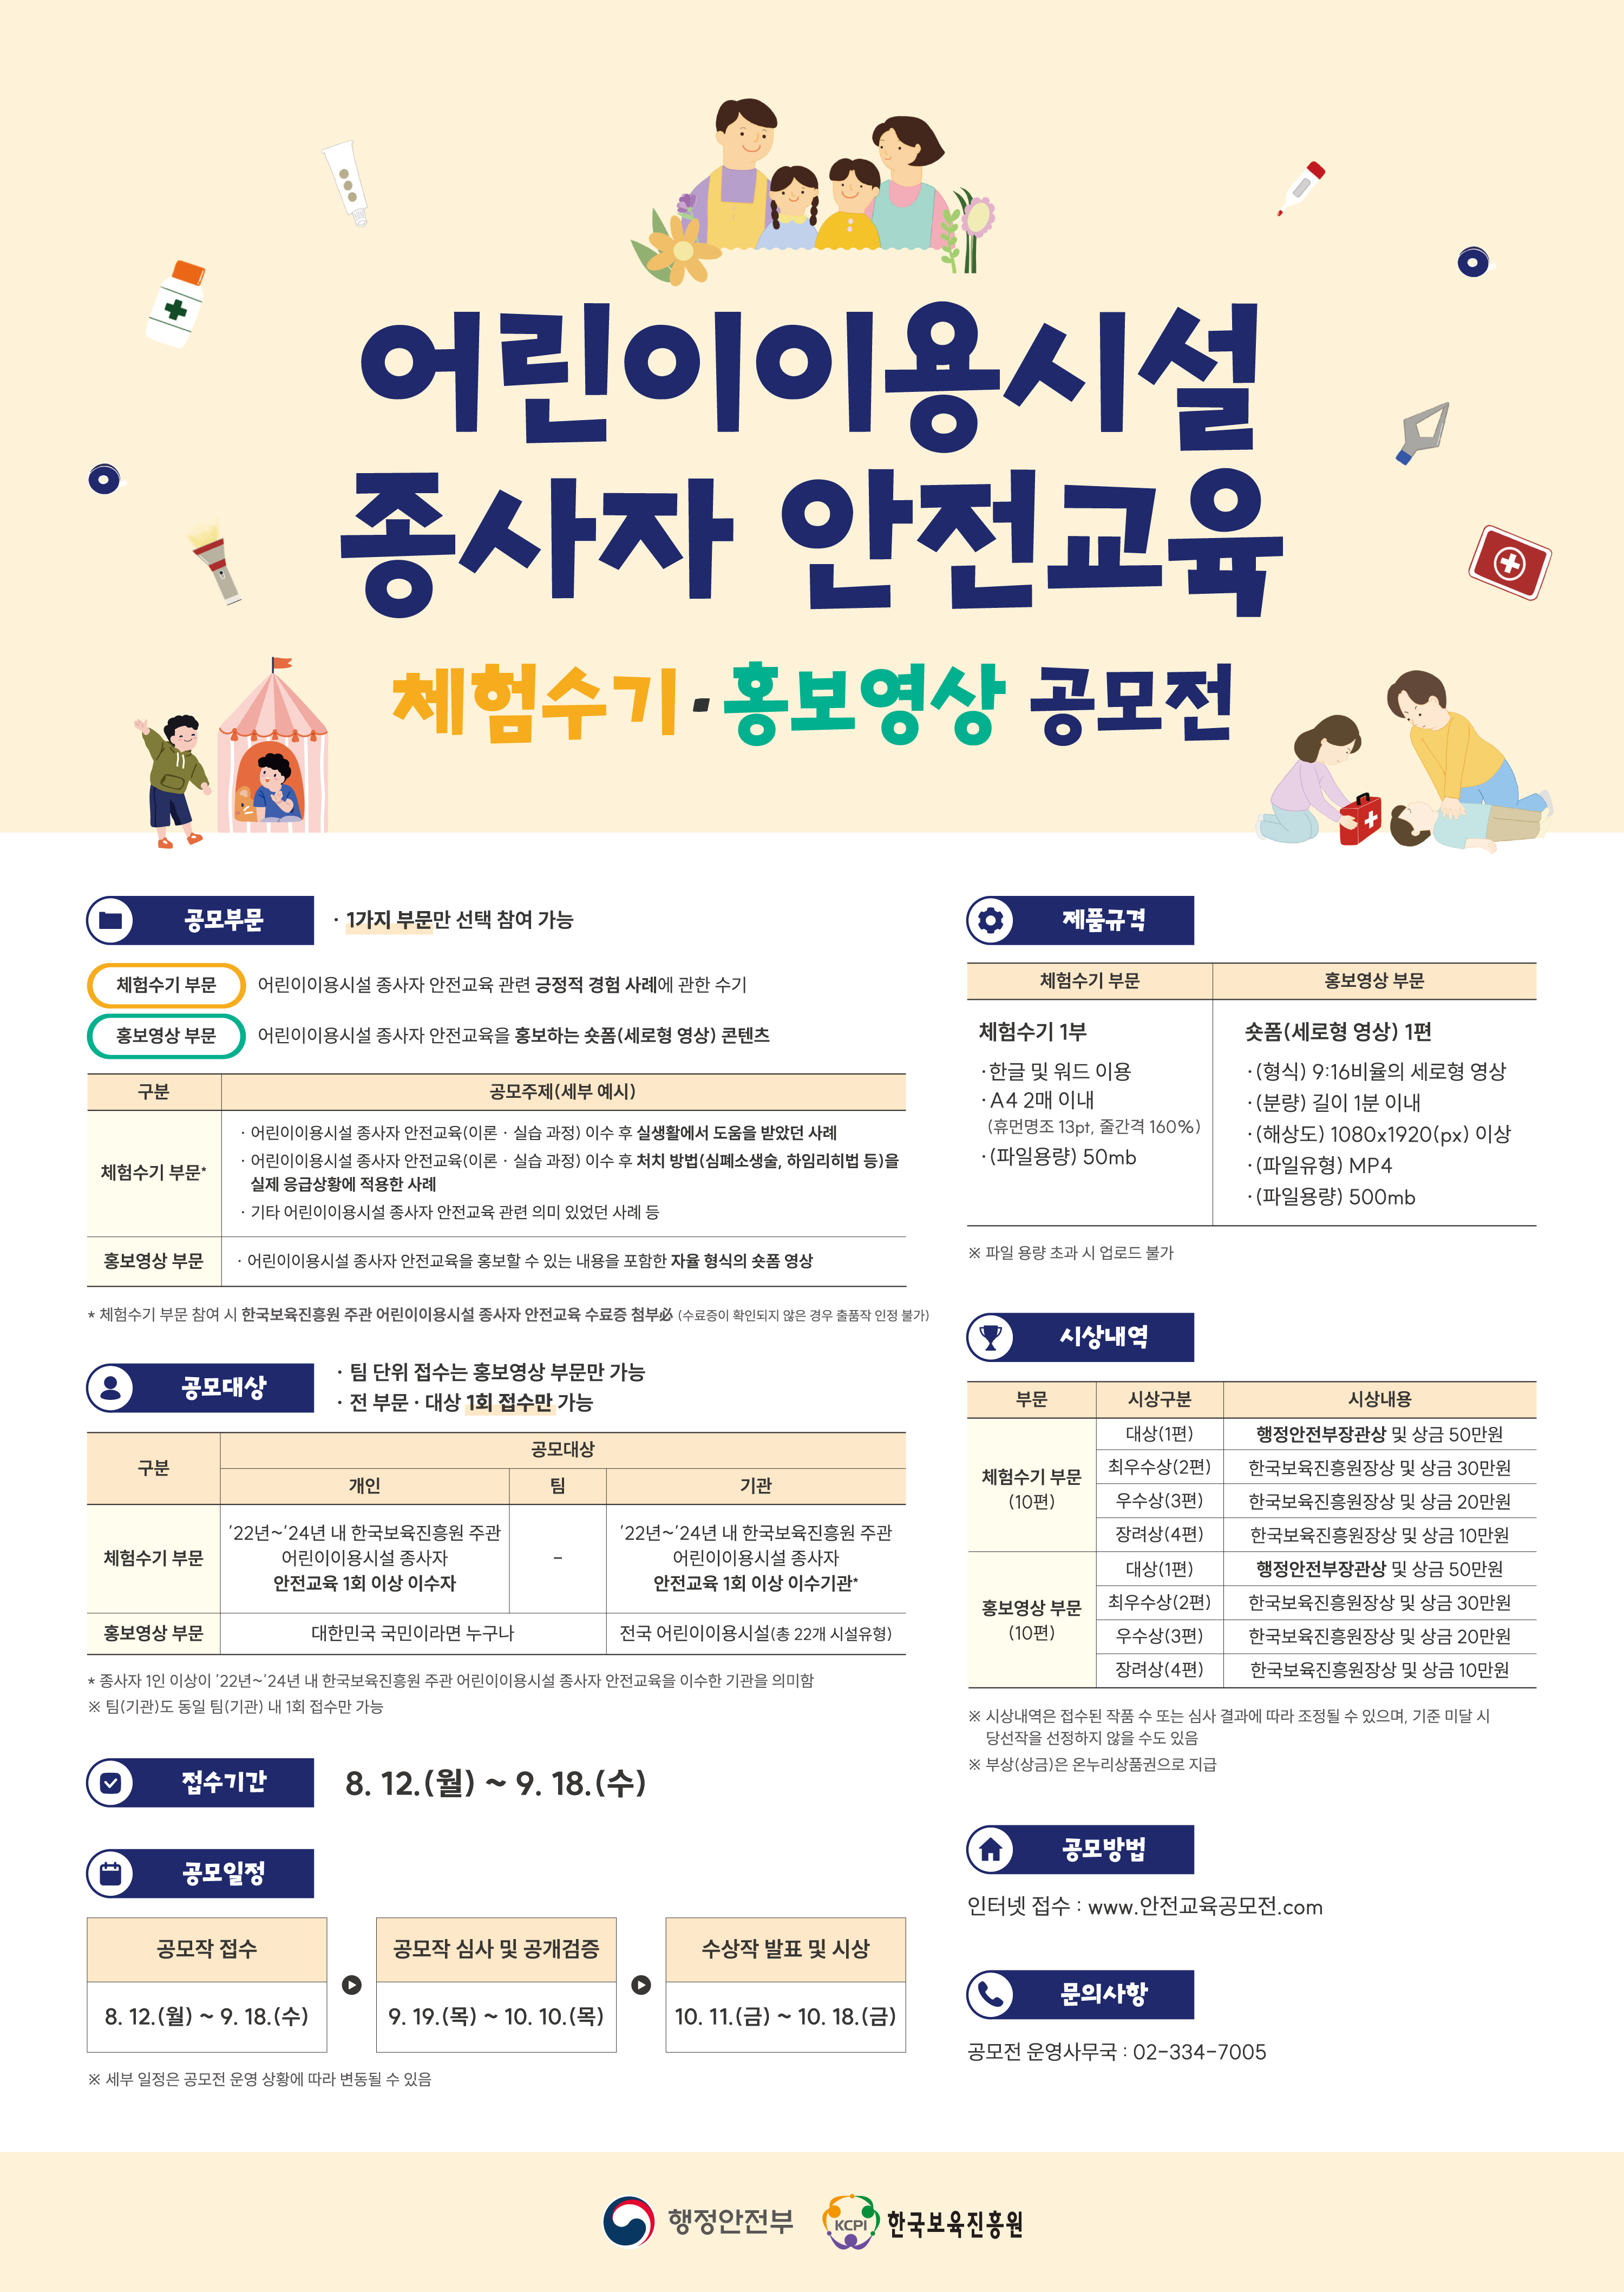 어린이이용시설
종사자 안전교육
체험수기·홍보영상 공모전
공모부문
· 1가지 부문만 선택 참여 가능
체험수기 부문 어린이이용시설 종사자 안전교육 관련 긍정적 경험 사례에 관한 수기
홍보영상 부문 어린이이용시설 종사자 안전교육을 홍보하는 숏폼(세로형 영상) 콘텐츠
구분 공모주제(세부 예시)
체험수기 부문*
· 어린이이용시설 종사자 안전교육(이론 · 실습 과정) 이수 후 실생활에서 도움을 받았던 사례
· 어린이이용시설 종사자 안전교육(이론 · 실습 과정) 이수 후 처치 방법(심폐소생술, 하임리히법 등)을
실제 응급상황에 적용한 사례
· 기타 어린이이용시설 종사자 안전교육 관련 의미 있었던 사례 등
홍보영상 부문 · 어린이이용시설 종사자 안전교육을 홍보할 수 있는 내용을 포함한 자율 형식의 숏폼 영상
* 체험수기 부문 참여 시 한국보육진흥원 주관 어린이이용시설 종사자 안전교육 수료증 첨부必 (수료증이 확인되지 않은 경우 출품작 인정 불가)
공모대상
· 팀 단위 접수는 홍보영상 부문만 가능
· 전 부문 · 대상 1회 접수만 가능
구분 공모대상
개인 팀 기관
체험수기 부문
’22년~’24년 내 한국보육진흥원 주관
어린이이용시설 종사자
안전교육 1회 이상 이수자
-
’22년~’24년 내 한국보육진흥원 주관
어린이이용시설 종사자
안전교육 1회 이상 이수기관*
홍보영상 부문 대한민국 국민이라면 누구나 전국 어린이이용시설(총 22개 시설유형)
* 종사자 1인 이상이 ’22년~’24년 내 한국보육진흥원 주관 어린이이용시설 종사자 안전교육을 이수한 기관을 의미함
※ 팀(기관)도 동일 팀(기관) 내 1회 접수만 가능
접수기간 8. 12.(월) ~ 9. 18.(수)
공모일정
공모작 접수
8. 12.(월) ~ 9. 18.(수)
공모작 심사 및 공개검증
9. 19.(목) ~ 10. 10.(목)
수상작 발표 및 시상
10. 11.(금) ~ 10. 18.(금)
※ 세부 일정은 공모전 운영 상황에 따라 변동될 수 있음
제품규격
체험수기 부문 홍보영상 부문
체험수기 1부
·한글 및 워드 이용
·A4 2매 이내
(휴먼명조 13pt, 줄간격 160%)
·(파일용량) 50mb
숏폼(세로형 영상) 1편
·(형식) 9:16비율의 세로형 영상
·(분량) 길이 1분 이내
·(해상도) 1080x1920(px) 이상
·(파일유형) MP4
·(파일용량) 500mb
※ 파일 용량 초과 시 업로드 불가
시상내역
부문 시상구분 시상내용
체험수기 부문
(10편)
대상(1편) 행정안전부장관상 및 상금 50만원
최우수상(2편) 한국보육진흥원장상 및 상금 30만원
우수상(3편) 한국보육진흥원장상 및 상금 20만원
장려상(4편) 한국보육진흥원장상 및 상금 10만원
홍보영상 부문
(10편)
대상(1편) 행정안전부장관상 및 상금 50만원
최우수상(2편) 한국보육진흥원장상 및 상금 30만원
우수상(3편) 한국보육진흥원장상 및 상금 20만원
장려상(4편) 한국보육진흥원장상 및 상금 10만원
※ 시상내역은 접수된 작품 수 또는 심사 결과에 따라 조정될 수 있으며, 기준 미달 시
당선작을 선정하지 않을 수도 있음
※ 부상(상금)은 온누리상품권으로 지급
공모방법
인터넷 접수 : www.안전교육공모전.com
문의사항
공모전 운영사무국 : 02-334-7005
행정안전부
KCPI 한국보육진흥원